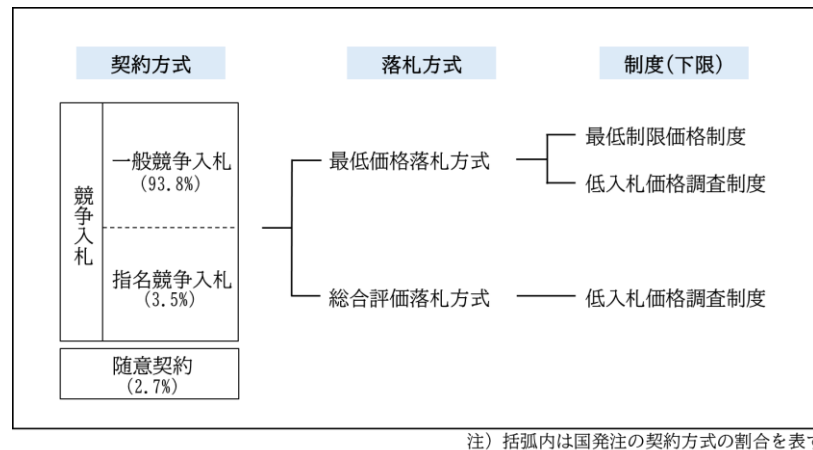 契約方式
落札方式
制度(下限)
競争入札
一般競争入札
(93.8%)
指名競争入札
(3.5%)
随意契約
(2.7%)
最低価格落札方式
総合評価落札方式
最低制限価格制度
低入札価格調査制度
低入札価格調査制度
注) 括弧内は国発注の契約方式の割合を表す